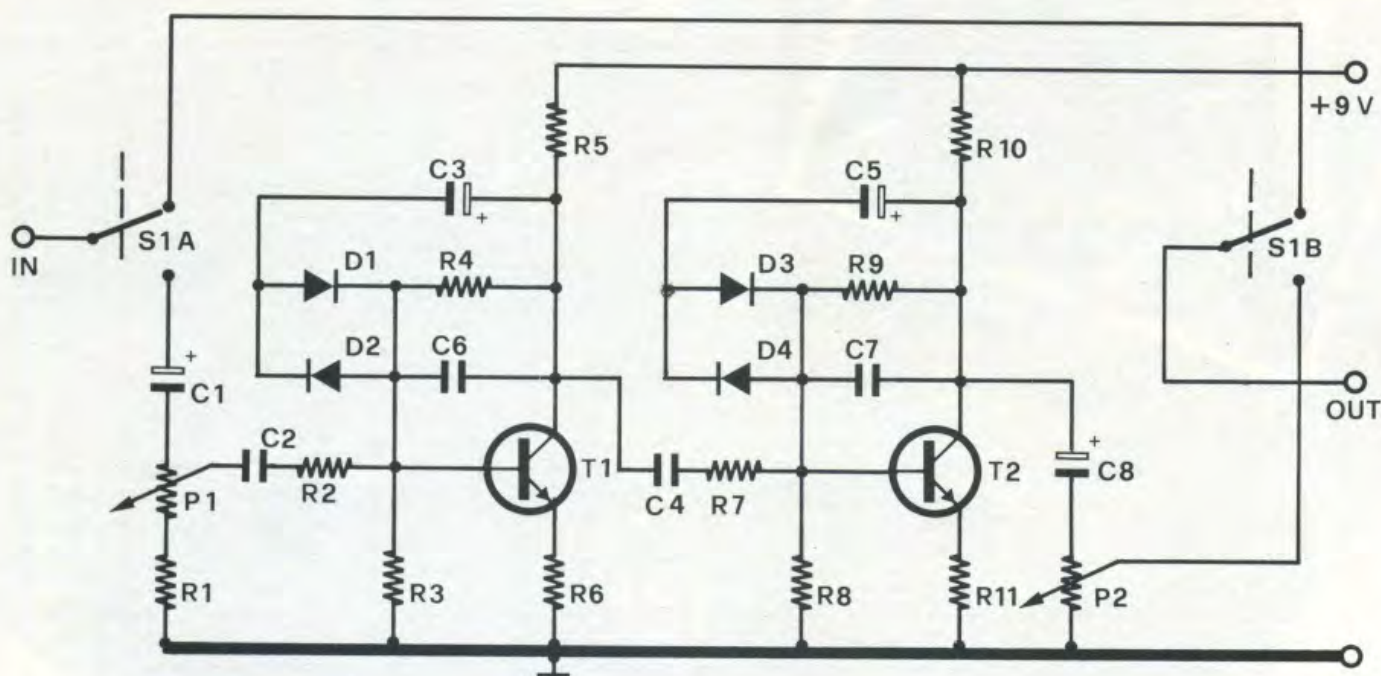 +9V
R5
R10
C3
+
C5
+
S1A
IN
S1B
D1
R4
D3
R9
D2
C6
D4
C7
+
C1
OUT
C2
R2
P1
T1
C4
R7
T2
+
C8
R1
R3
R6
R8
R11
P2